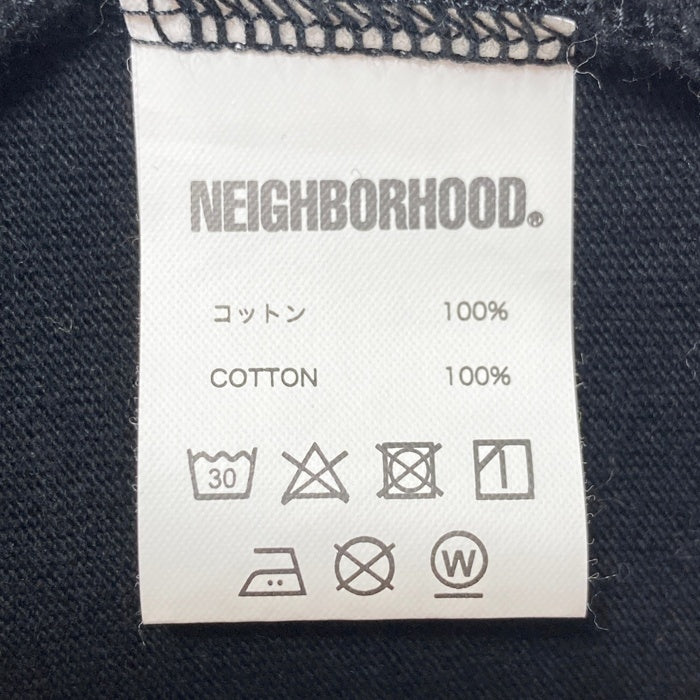 NEIGHBORHOOD®
コットン 100%
COTTON 100%
30
W